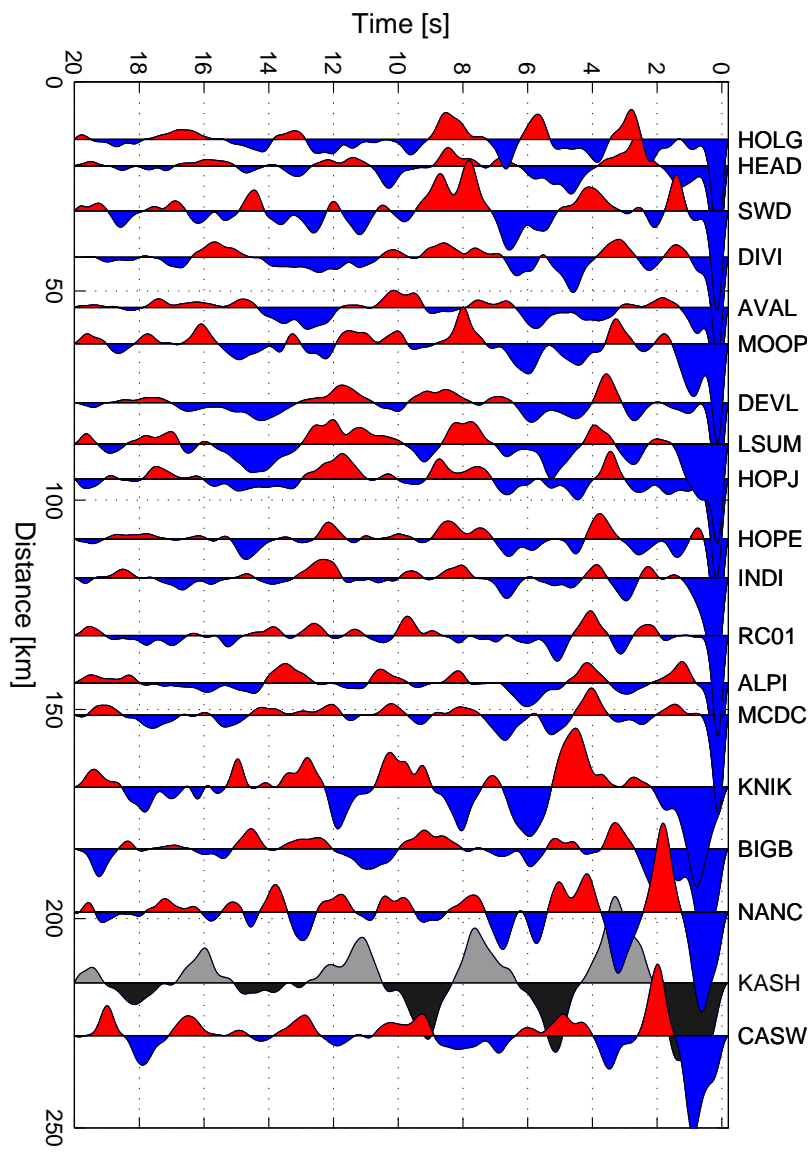 Time [s]
20 18 16 14 12 10 8 6 4 2 0
0
HOLG
HEAD
SWD
DIVI
50
AVAL
MOOP
DEVL
LSUM
HOPJ
100
HOPE
INDI
RC01
ALPI
150
MCDC
KNIK
BIGB
NANC
200
KASH
CASW
250
Distance [km]